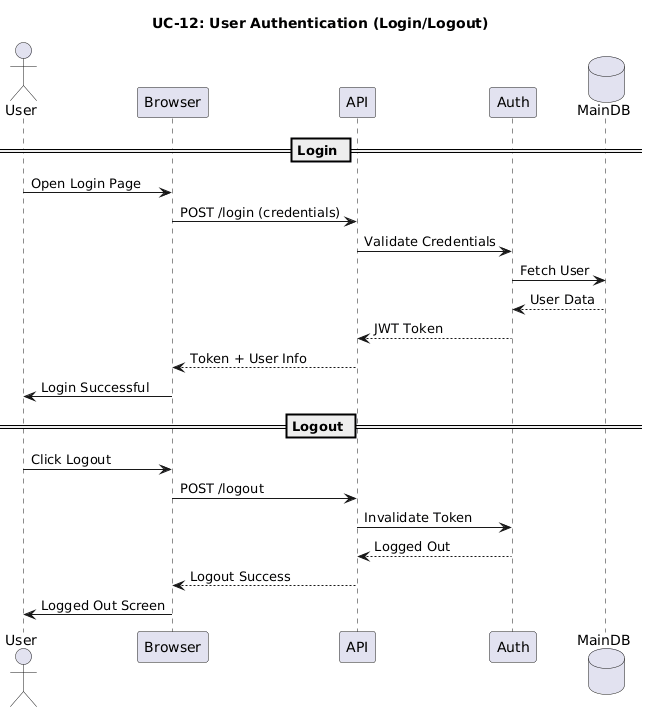 UC-12: User Authentication (Login/Logout)
User
Browser
API
Auth
MainDB
Login
Open Login Page
POST /login (credentials)
Validate Credentials
Fetch User
User Data
JWT Token
Token + User Info
Login Successful
Logout
Click Logout
POST /logout
Invalidate Token
Logged Out
Logout Success
Logged Out Screen
User
Browser
API
Auth
MainDB